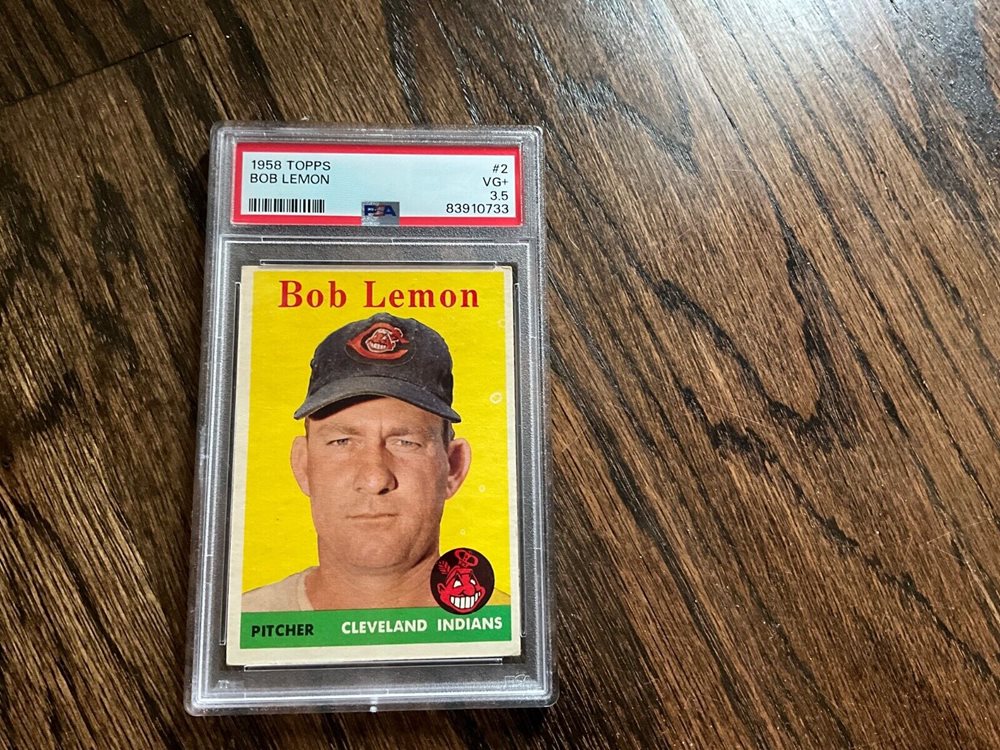 1958 TOPPS #2
BOB LEMON VG+
3.5
PSA 83910733
Bob Lemon
C
PITCHER CLEVELAND INDIANS